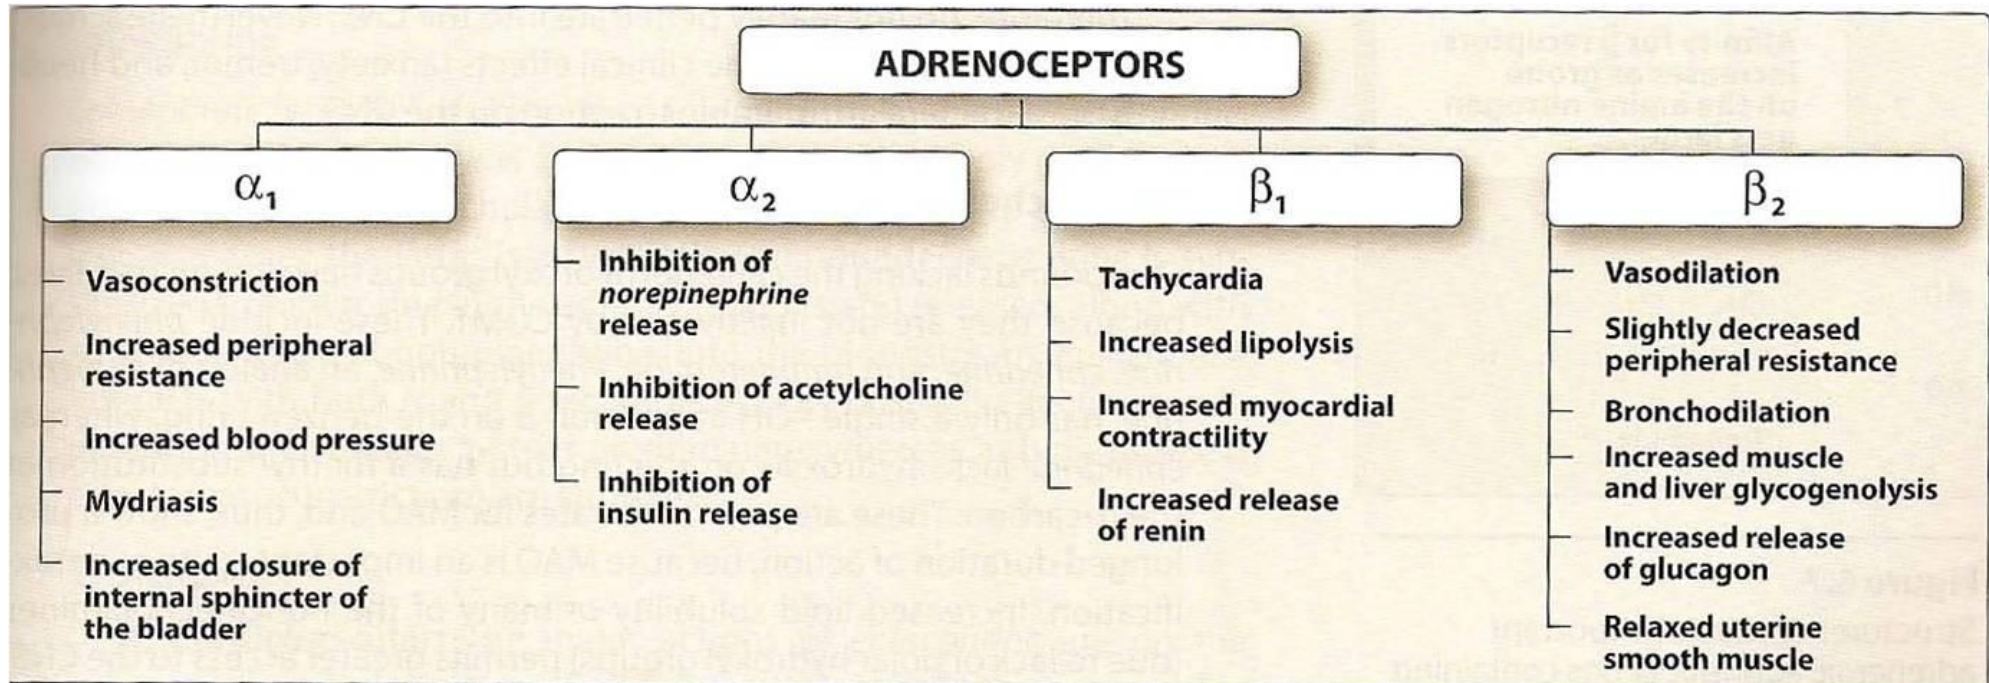 ADRENOCEPTORS
α₁
Vasoconstriction
Increased peripheral
resistance
Increased blood pressure
Mydriasis
Increased closure of
internal sphincter of
the bladder
α₂
Inhibition of
norepinephrine
release
Inhibition of acetylcholine
release
Inhibition of
insulin release
β₁
Tachycardia
Increased lipolysis
Increased myocardial
contractility
Increased release
of renin
β₂
Vasodilation
Slightly decreased
peripheral resistance
Bronchodilation
Increased muscle
and liver glycogenolysis
Increased release
of glucagon
Relaxed uterine
smooth muscle